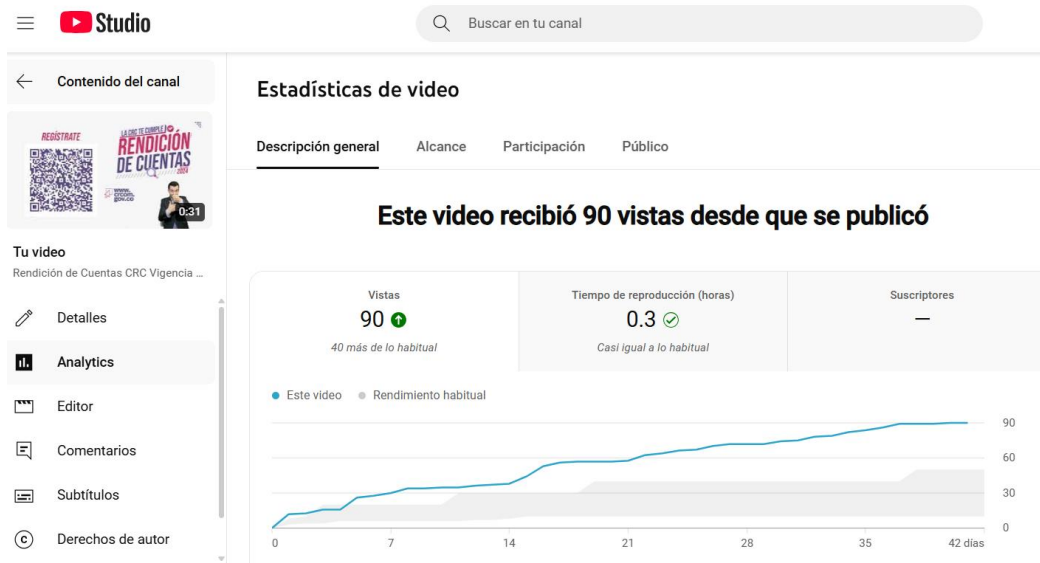 Studio
Buscar en tu canal
Contenido del canal
REGÍSTRATE
LA CRC TE CUMPLE
RENDICIÓN
DE CUENTAS
2024
WWW.
CRCOM.
GOV.CO
0:31
Tu video
Rendición de Cuentas CRC Vigencia ...
Detalles
Analytics
Editor
Comentarios
Subtítulos
Derechos de autor
Estadísticas de video
Descripción general Alcance Participación Público
Este video recibió 90 vistas desde que se publicó
Vistas Tiempo de reproducción (horas) Suscriptores
90 0.3 —
40 más de lo habitual Casi igual a lo habitual
Este video Rendimiento habitual
90
60
30
0
0 7 14 21 28 35 42 días